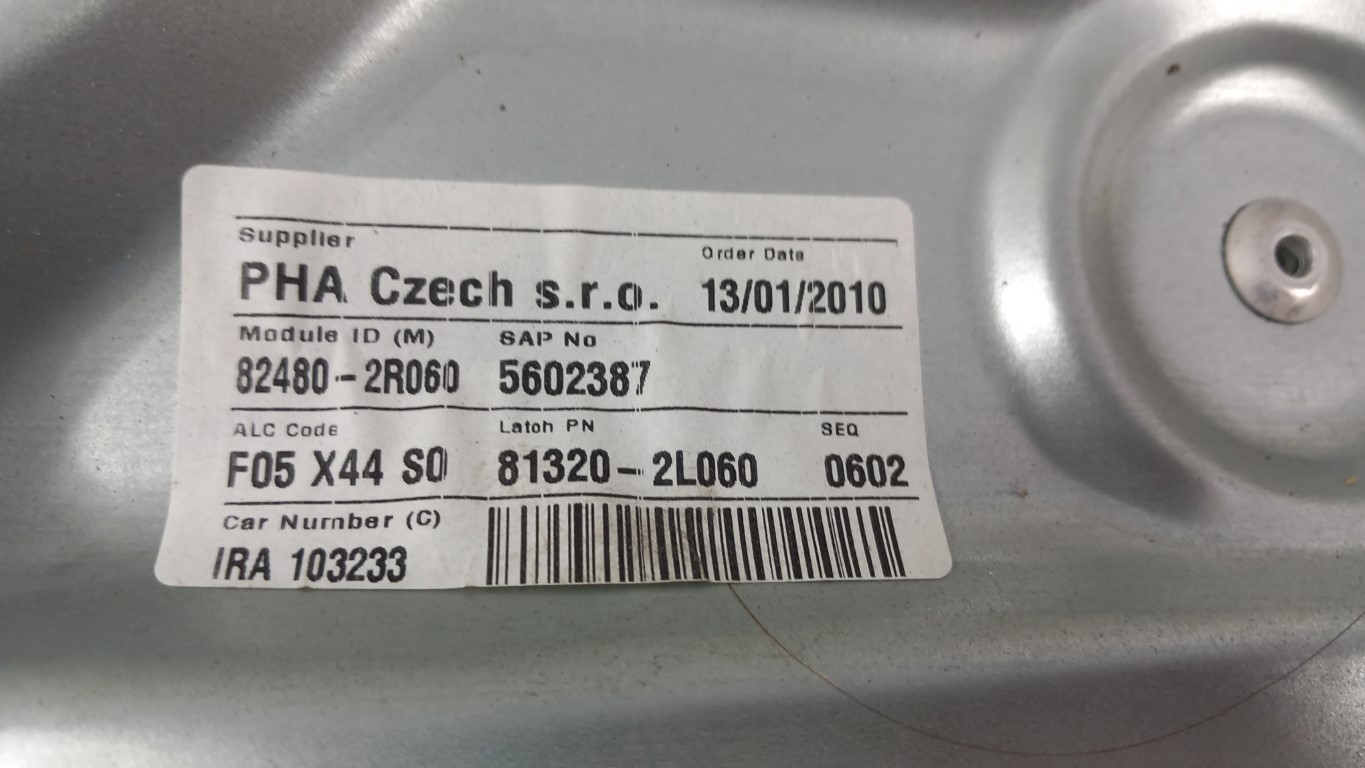 Supplier
Order Date
PHA Czech s.r.o. 13/01/2010
Module ID (M) SAP No
82480-2R060 5602387
ALC Code Latch PN SEQ
F05 X44 S0 81320-2L060 0602
Car Number (C)
IRA 103233